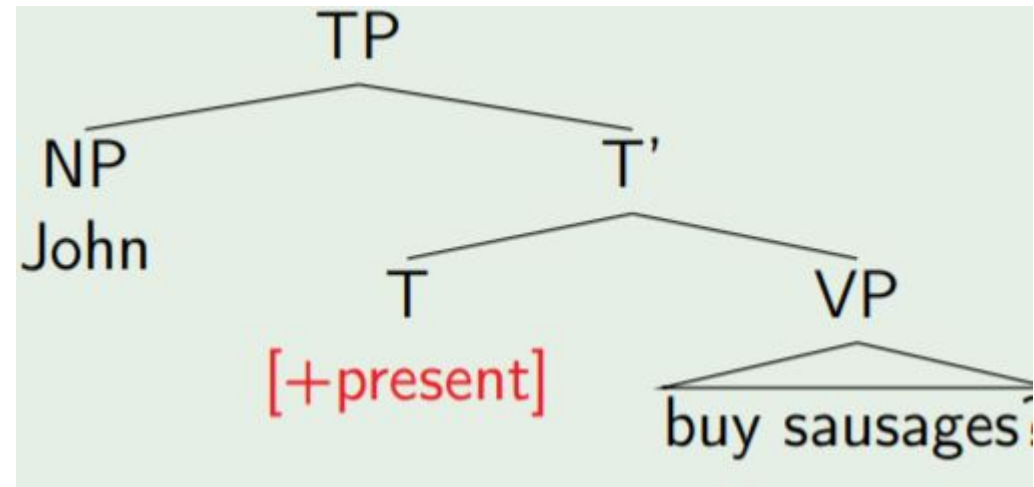 TP
NP T'
John
T VP
[+present]
buy sausages?